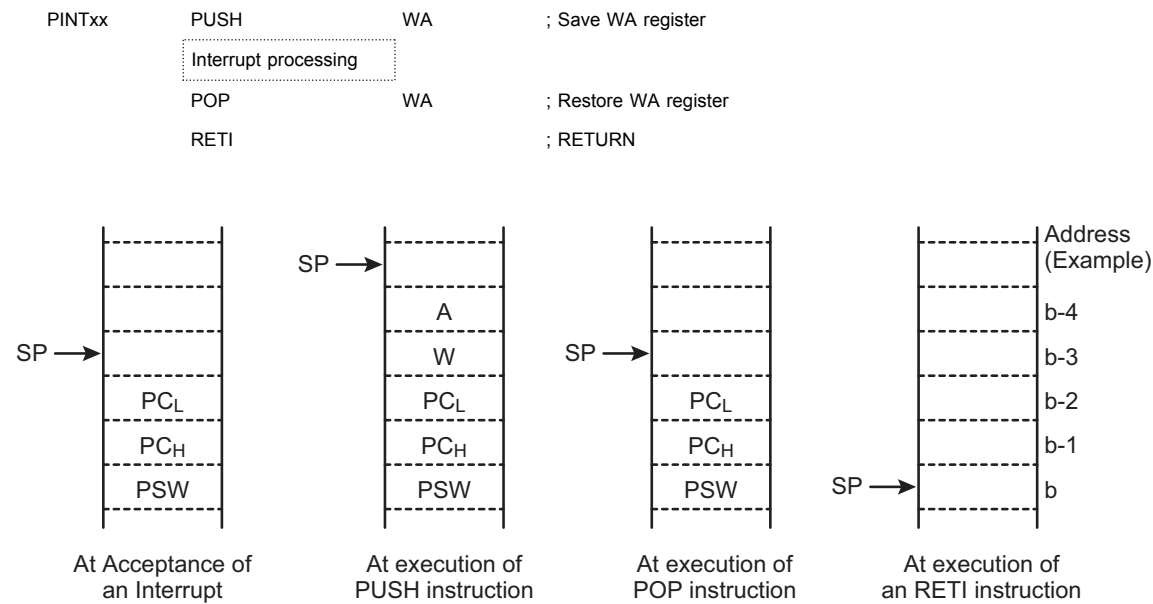 PINTxx PUSH WA ; Save WA register
Interrupt processing
POP WA ; Restore WA register
RETI ; RETURN
Address
(Example)
SP
A b-4
SP W SP b-3
PCL PCL PCL b-2
PCH PCH PCH b-1
PSW PSW PSW SP b
At Acceptance of
an Interrupt
At execution of
PUSH instruction
At execution of
POP instruction
At execution of
an RETI instruction